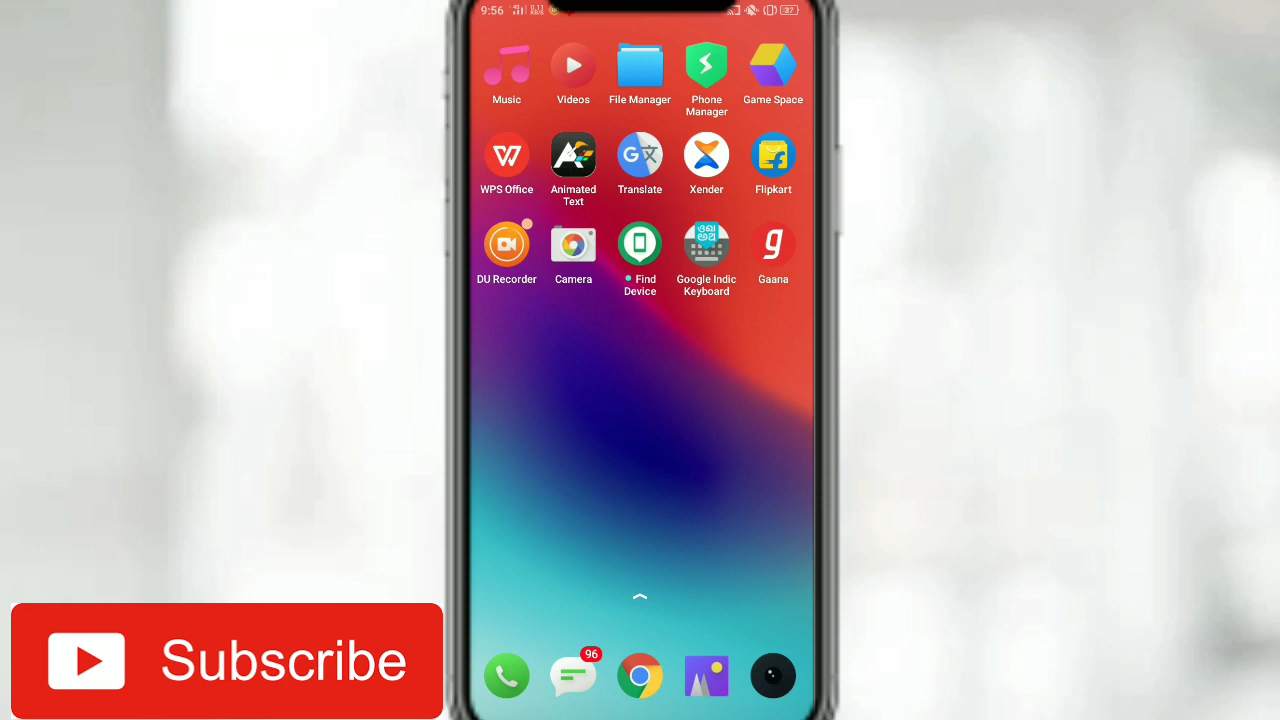 9:56
37
Music Videos File Manager Phone Manager Game Space
WPS Office Animated Text Translate Xender Flipkart
DU Recorder Camera Find Device Google Indic Keyboard Gaana
96
Subscribe